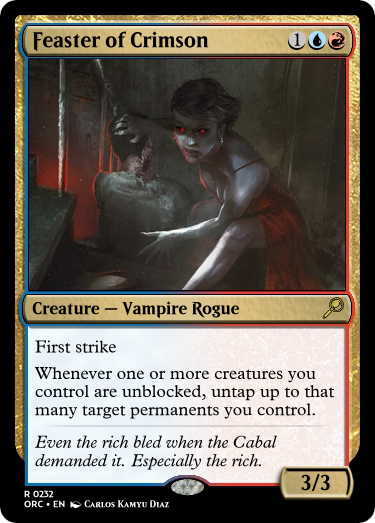 Feaster of Crimson 1
Creature — Vampire Rogue
First strike
Whenever one or more creatures you
control are unblocked, untap up to that
many target permanents you control.
Even the rich bled when the Cabal
demanded it. Especially the rich.
3/3
R 0232
ORC • EN Carlos Kamyu Diaz